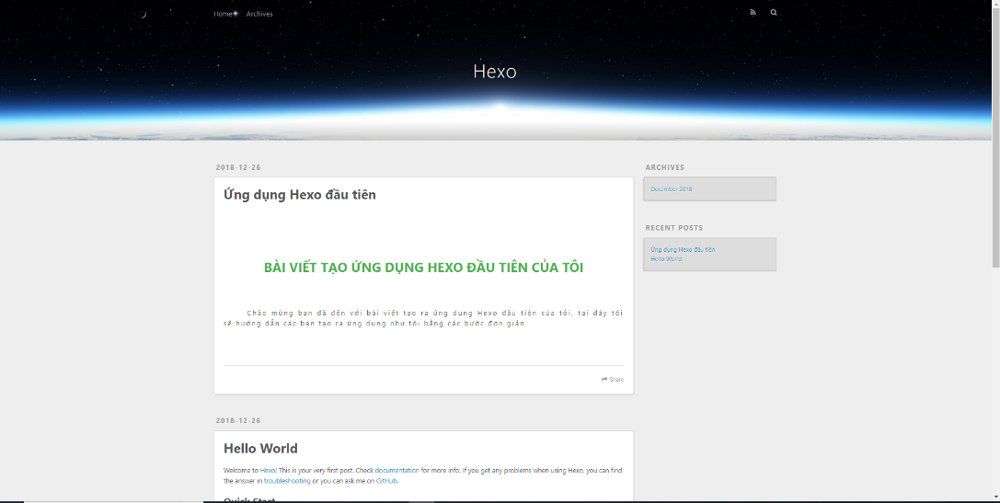 Home Archives
Hexo
2018-12-26
Ứng dụng Hexo đầu tiên
BÀI VIẾT TẠO ỨNG DỤNG HEXO ĐẦU TIÊN CỦA TÔI
Chào mừng bạn đã đến với bài viết tạo ra ứng dụng Hexo đầu tiên của tôi, tại đây tôi
sẽ hướng dẫn các bạn tạo ra ứng dụng như tôi bằng các bước đơn giản
Share
2018-12-26
Hello World
Welcome to Hexo! This is your very first post. Check documentation for more info. If you get any problems when using Hexo, you can find
the answer in troubleshooting or you can ask me on GitHub.
Quick Start
ARCHIVES
December 2018
RECENT POSTS
Ứng dụng Hexo đầu tiên
Hello World